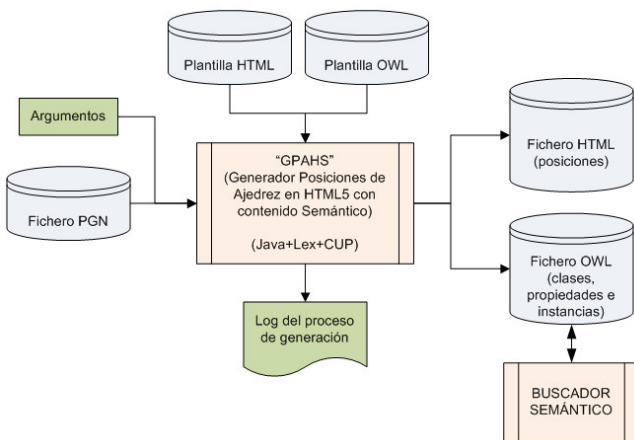 Plantilla HTML
Plantilla OWL
Argumentos
Fichero PGN
“GPAHS”
(Generador Posiciones de
Ajedrez en HTML5 con
contenido Semántico)
(Java+Lex+CUP)
Fichero HTML
(posiciones)
Fichero OWL
(clases,
propiedades e
instancias)
Log del proceso
de generación
BUSCADOR
SEMÁNTICO